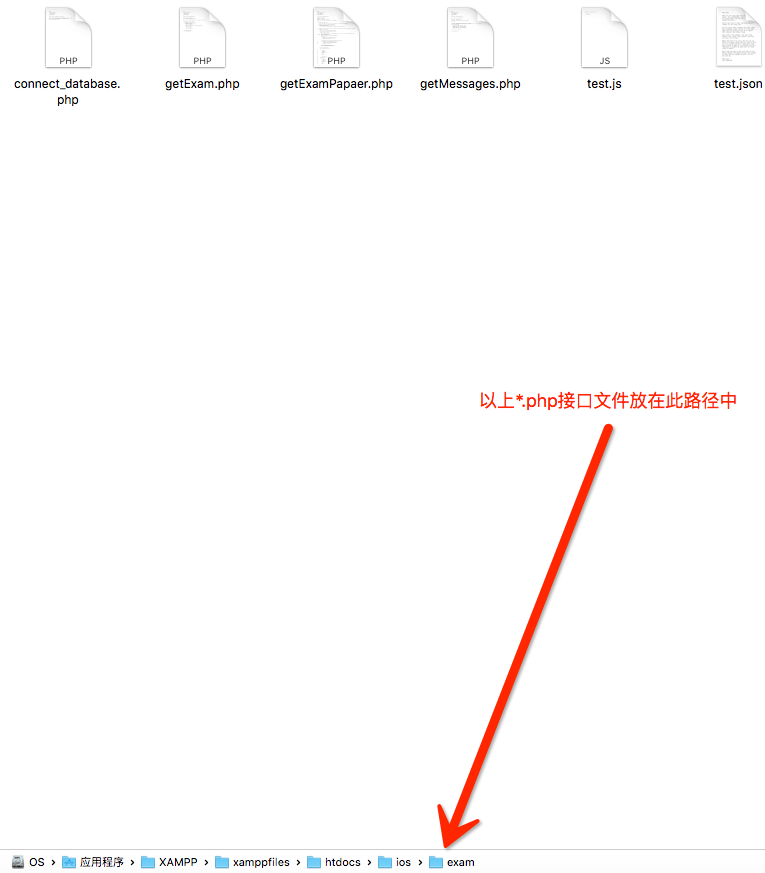 PHP
PHP
PHP
PHP
JS
connect_database.
php
getExam.php
getExamPapaer.php
getMessages.php
test.js
test.json
以上*.php接口文件放在此路径中
OS › 应用程序 › XAMPP › xamppfiles › htdocs › ios › exam